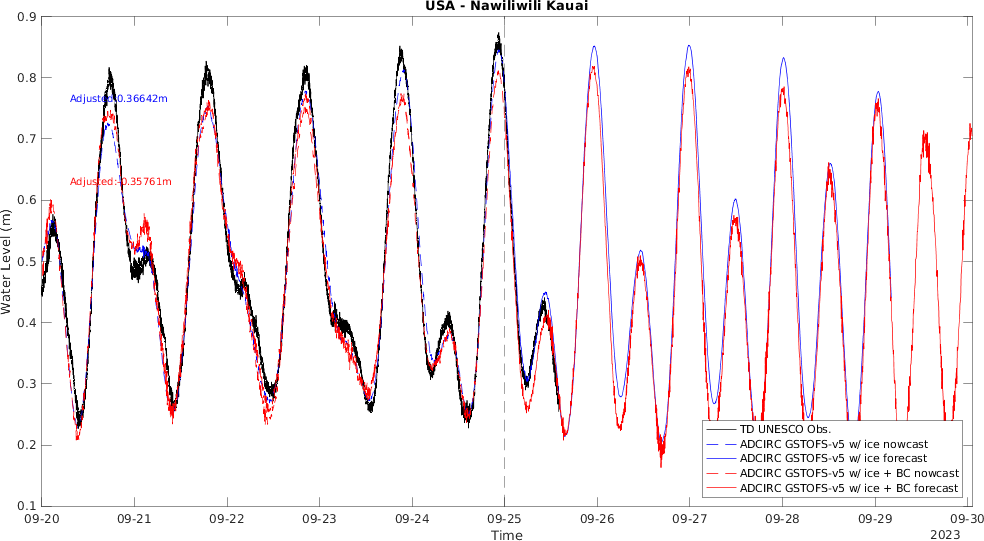 USA - Nawiliwili Kauai
0.9
0.8
0.7
0.6
0.5
0.4
0.3
0.2
0.1
Water Level (m)
Adjusted:0.36642m
Adjusted:-0.35761m
TD UNESCO Obs.
ADCIRC GSTOFS-v5 w/ ice nowcast
ADCIRC GSTOFS-v5 w/ ice forecast
ADCIRC GSTOFS-v5 w/ ice + BC nowcast
ADCIRC GSTOFS-v5 w/ ice + BC forecast
09-20 09-21 09-22 09-23 09-24 09-25 09-26 09-27 09-28 09-29 09-30
Time
2023